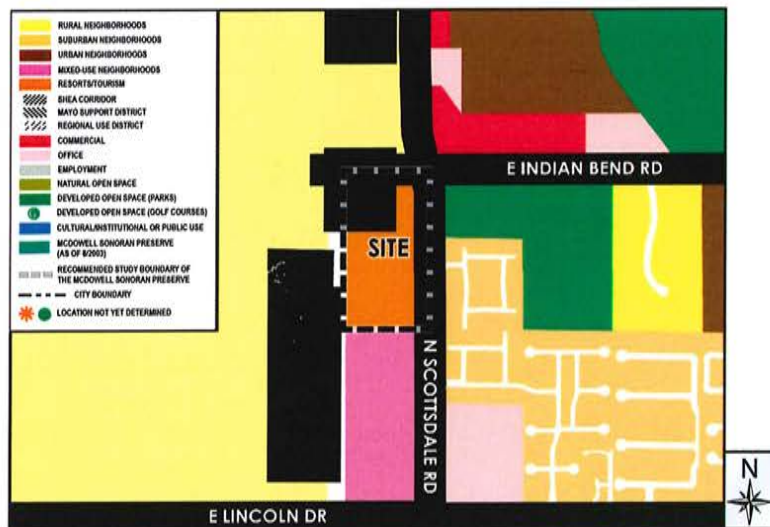 RURAL NEIGHBORHOODS
SUBURBAN NEIGHBORHOODS
URBAN NEIGHBORHOODS
MIXED-USE NEIGHBORHOODS
RESORTS/TOURISM
SHEA CORRIDOR
MAYO SUPPORT DISTRICT
REGIONAL USE DISTRICT
COMMERCIAL
OFFICE
EMPLOYMENT
NATURAL OPEN SPACE
DEVELOPED OPEN SPACE (PARKS)
DEVELOPED OPEN SPACE (GOLF COURSES)
CULTURAL/INSTITUTIONAL OR PUBLIC USE
MCDOWELL SONORAN PRESERVE
(AS OF 8/2003)
RECOMMENDED STUDY BOUNDARY OF
THE MCDOWELL SONORAN PRESERVE
CITY BOUNDARY
LOCATION NOT YET DETERMINED
E INDIAN BEND RD
SITE
N SCOTTSDALE RD
E LINCOLN DR
N